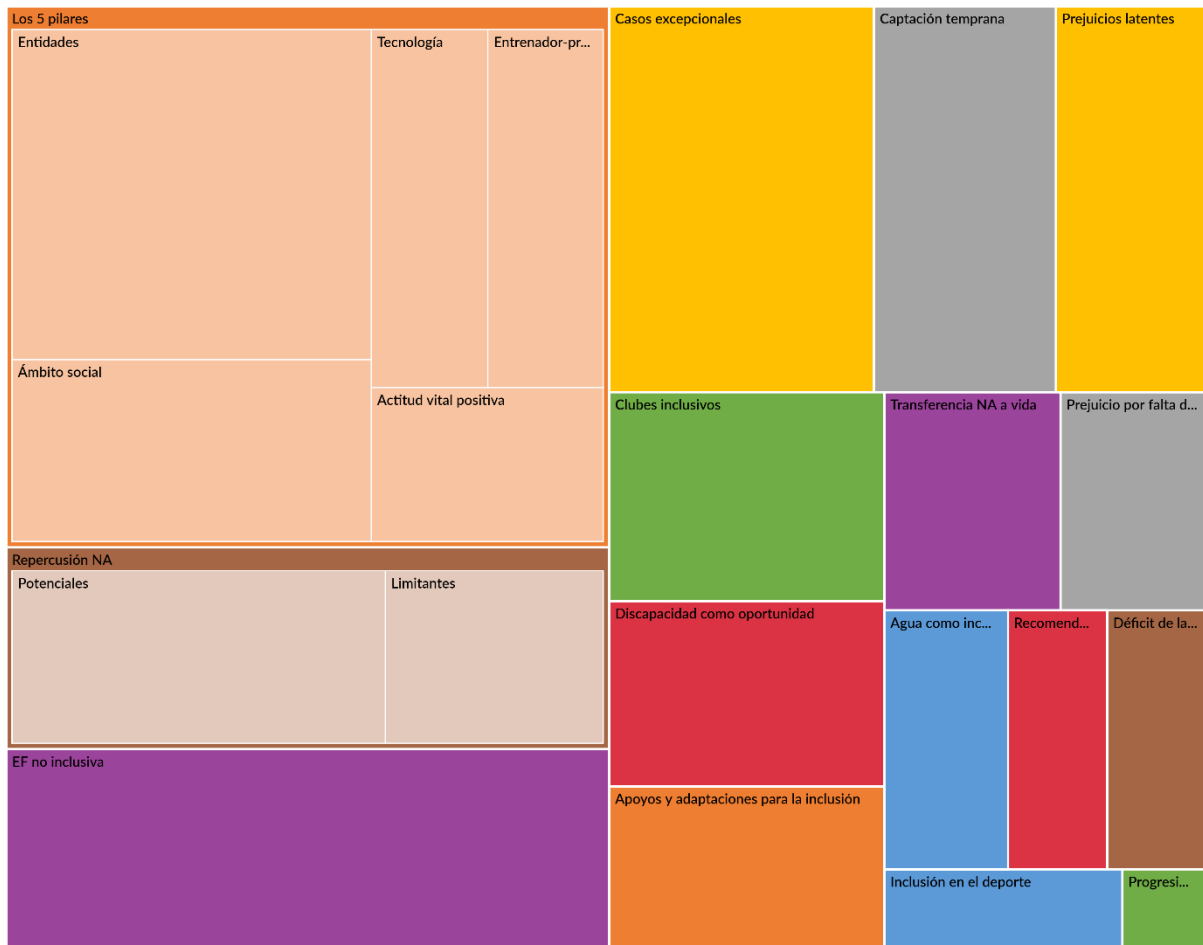 Los 5 pilares
Entidades
Tecnología
Entrenador-pr...
Ámbito social
Actitud vital positiva
Repercusión NA
Potenciales
Limitantes
EF no inclusiva
Casos excepcionales
Captación temprana
Prejuicios latentes
Clubes inclusivos
Transferencia NA a vida
Prejuicio por falta d...
Discapacidad como oportunidad
Agua como inc...
Recomend...
Déficit de la...
Apoyos y adaptaciones para la inclusión
Inclusión en el deporte
Progresi...